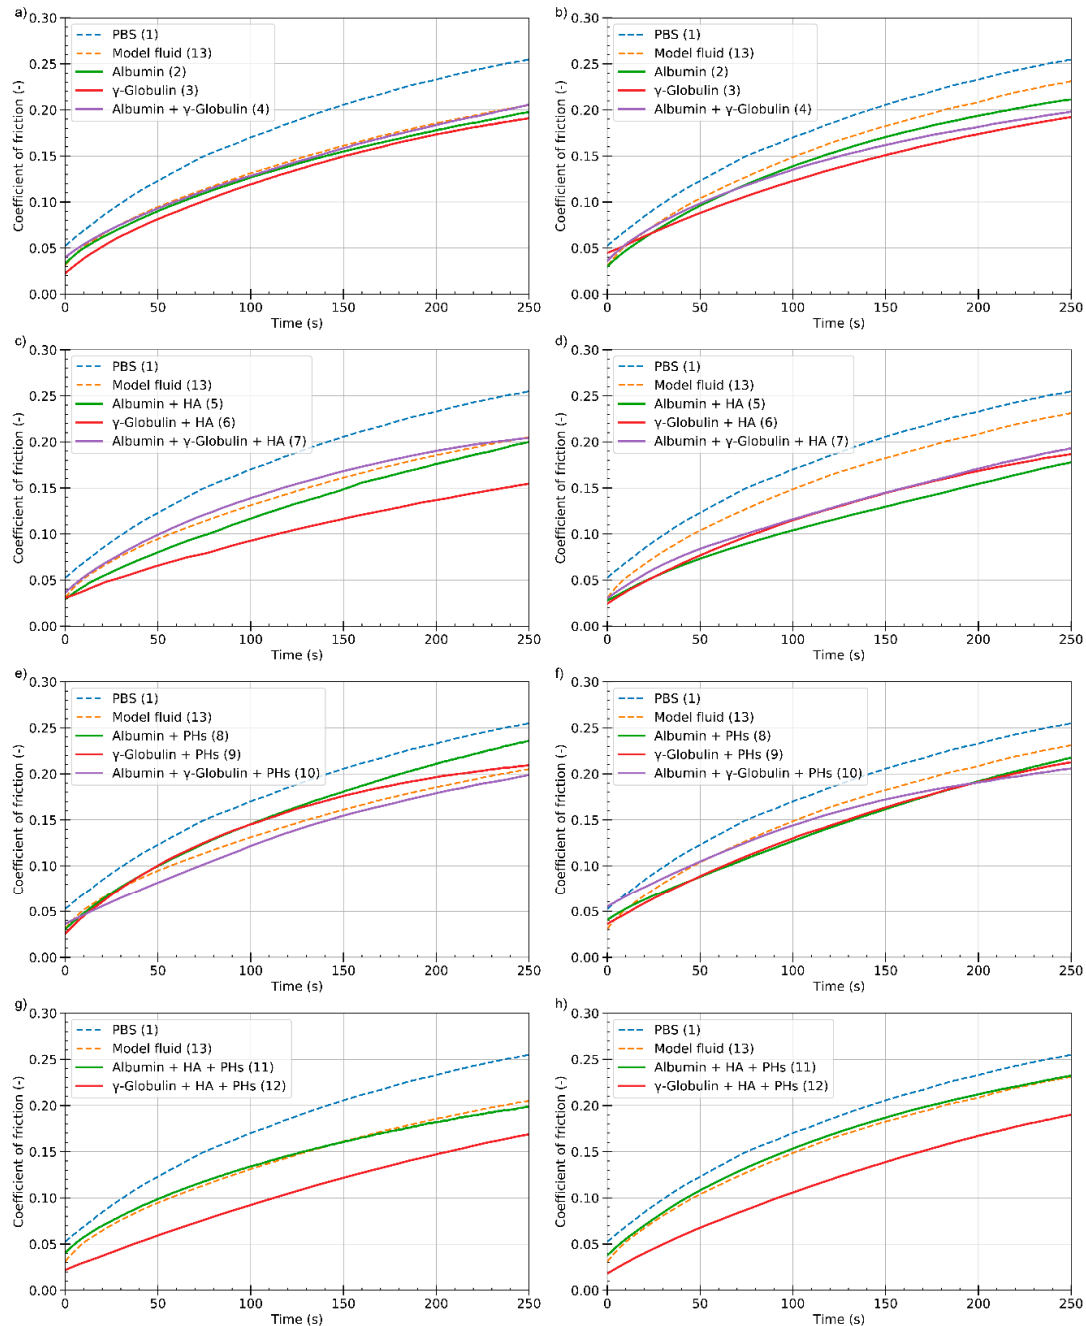 a)
0.30
0.25
0.20
0.15
0.10
0.05
0.00
Coefficient of friction (-)
PBS (1)
Model fluid (13)
Albumin (2)
γ-Globulin (3)
Albumin + γ-Globulin (4)
0 50 100 150 200 250
Time (s)
b)
0.30
0.25
0.20
0.15
0.10
0.05
0.00
Coefficient of friction (-)
PBS (1)
Model fluid (13)
Albumin (2)
γ-Globulin (3)
Albumin + γ-Globulin (4)
0 50 100 150 200 250
Time (s)
c)
0.30
0.25
0.20
0.15
0.10
0.05
0.00
Coefficient of friction (-)
PBS (1)
Model fluid (13)
Albumin + HA (5)
γ-Globulin + HA (6)
Albumin + γ-Globulin + HA (7)
0 50 100 150 200 250
Time (s)
d)
0.30
0.25
0.20
0.15
0.10
0.05
0.00
Coefficient of friction (-)
PBS (1)
Model fluid (13)
Albumin + HA (5)
γ-Globulin + HA (6)
Albumin + γ-Globulin + HA (7)
0 50 100 150 200 250
Time (s)
e)
0.30
0.25
0.20
0.15
0.10
0.05
0.00
Coefficient of friction (-)
PBS (1)
Model fluid (13)
Albumin + PHs (8)
γ-Globulin + PHs (9)
Albumin + γ-Globulin + PHs (10)
0 50 100 150 200 250
Time (s)
f)
0.30
0.25
0.20
0.15
0.10
0.05
0.00
Coefficient of friction (-)
PBS (1)
Model fluid (13)
Albumin + PHs (8)
γ-Globulin + PHs (9)
Albumin + γ-Globulin + PHs (10)
0 50 100 150 200 250
Time (s)
g)
0.30
0.25
0.20
0.15
0.10
0.05
0.00
Coefficient of friction (-)
PBS (1)
Model fluid (13)
Albumin + HA + PHs (11)
γ-Globulin + HA + PHs (12)
0 50 100 150 200 250
Time (s)
h)
0.30
0.25
0.20
0.15
0.10
0.05
0.00
Coefficient of friction (-)
PBS (1)
Model fluid (13)
Albumin + HA + PHs (11)
γ-Globulin + HA + PHs (12)
0 50 100 150 200 250
Time (s)